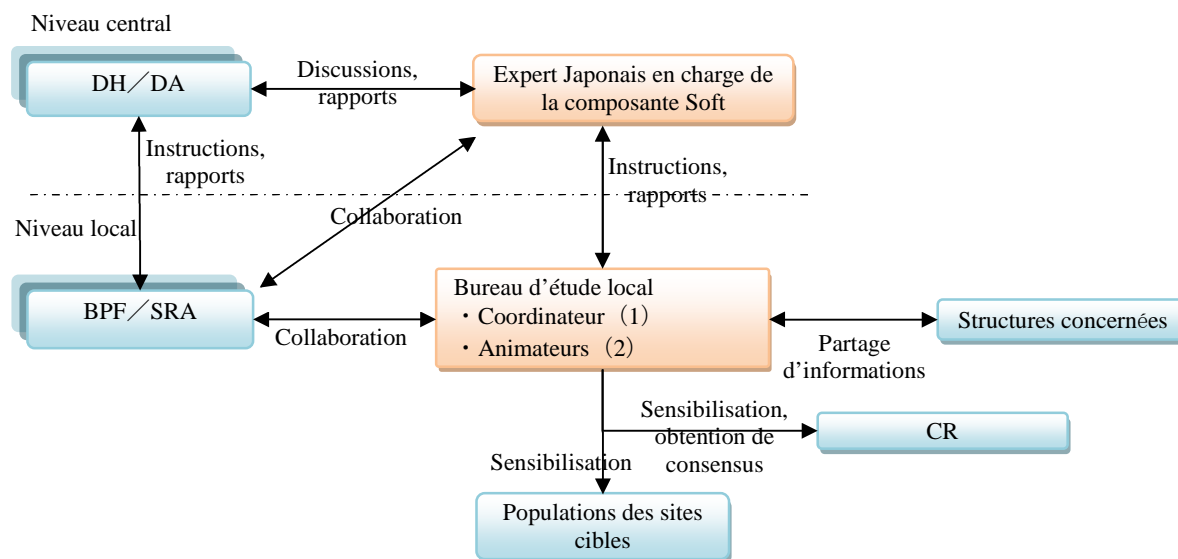 Niveau central
DH／DA
Discussions,
rapports
Expert Japonais en charge de
la composante Soft
Instructions,
rapports
Instructions,
rapports
Collaboration
Niveau local
BPF／SRA
Collaboration
Bureau d’étude local
・Coordinateur（1）
・Animateurs（2）
Structures concernées
Partage
d’informations
Sensibilisation,
obtention de
consensus
CR
Sensibilisation
Populations des sites
cibles